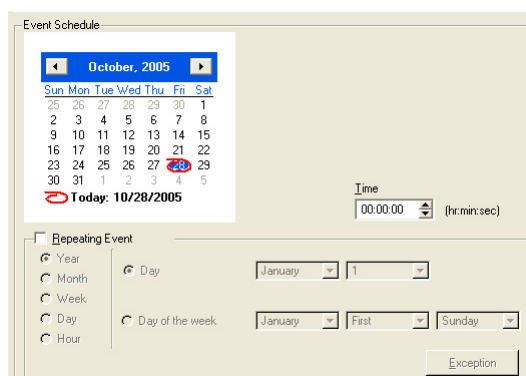 Event Schedule
October, 2005
Sun Mon Tue Wed Thu Fri Sat
25 26 27 28 29 30 1
2 3 4 5 6 7 8
9 10 11 12 13 14 15
16 17 18 19 20 21 22
23 24 25 26 27 28 29
30 31 1 2 3 4 5
Today: 10/28/2005
Time
00:00:00 (hr:min:sec)
Repeating Event
Year
Month
Week
Day
Hour
Day January 1
Day of the week January First Sunday
Exception